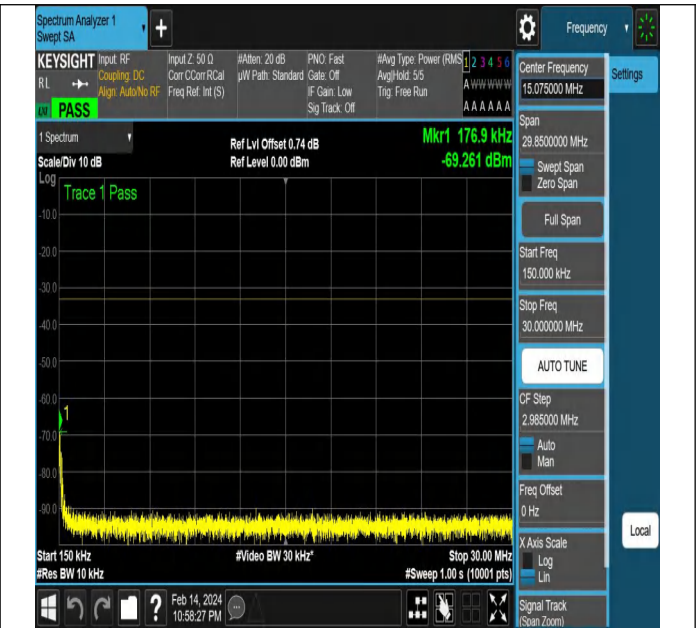 Spectrum Analyzer 1
Swept SA
+
Frequency
KEYSIGHT
RL
PASS
Input: RF
Coupling: DC
Align: Auto/No RF
Input Z: 50 Ω
Corr CCorr RCal
Freq Ref: Int (S)
#Atten: 20 dB
µW Path: Standard
PNO: Fast
Gate: Off
IF Gain: Low
Sig Track: Off
#Avg Type: Power (RMS
Avg|Hold: 5/5
Trig: Free Run
1 2 3 4 5 6
A W W W W W
A A A A A A
1 Spectrum
Scale/Div 10 dB
Ref Lvl Offset 0.74 dB
Ref Level 0.00 dBm
Mkr1 176.9 kHz
-69.261 dBm
Log
Trace 1 Pass
-10.0
-20.0
-30.0
-40.0
-50.0
-60.0
1
-70.0
-80.0
-90.0
Start 150 kHz
#Res BW 10 kHz
#Video BW 30 kHz*
Stop 30.00 MHz
#Sweep 1.00 s (10001 pts)
?
Feb 14, 2024
10:58:27 PM
Center Frequency
15.075000 MHz
Settings
Span
29.8500000 MHz
Swept Span
Zero Span
Full Span
Start Freq
150.000 kHz
Stop Freq
30.000000 MHz
AUTO TUNE
CF Step
2.985000 MHz
Auto
Man
Freq Offset
0 Hz
X Axis Scale
Log
Lin
Signal Track
(Span Zoom)
Local